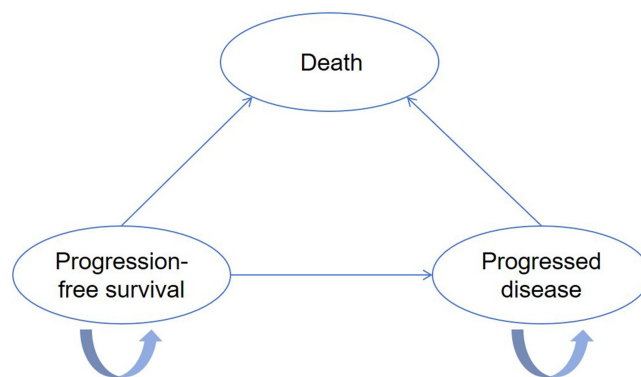 Death
Progression-
free survival
Progressed
disease